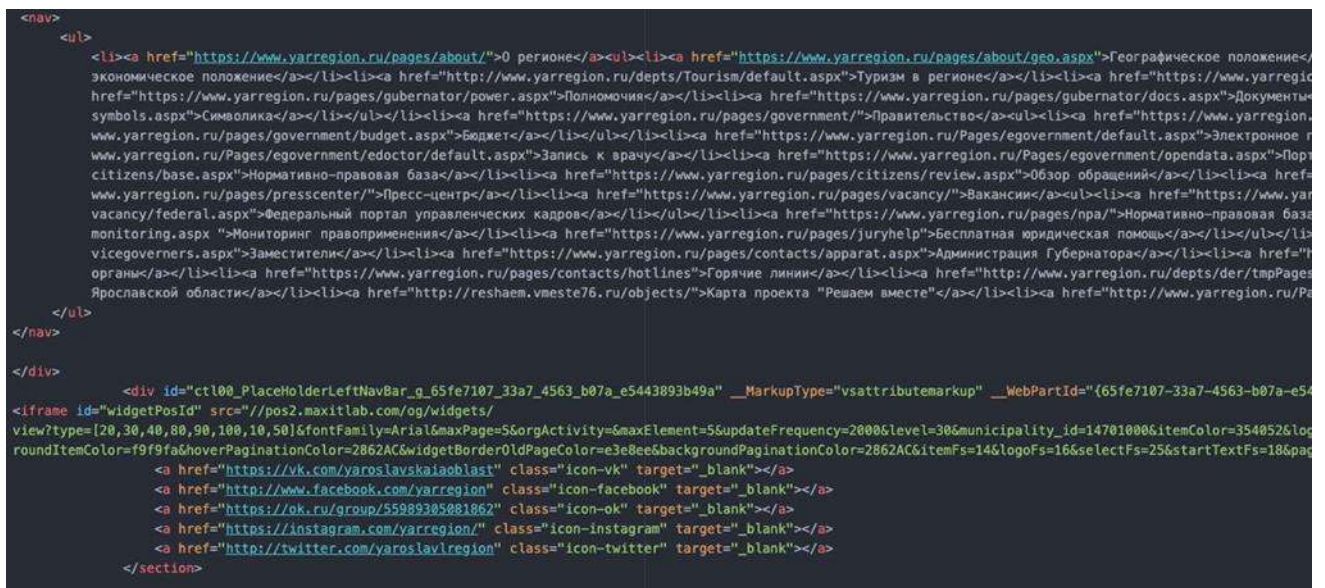 <nav>
<ul>
<li><a href="https://www.yarregion.ru/pages/about/">О регионе</a><ul><li><a href="https://www.yarregion.ru/pages/about/geo.aspx">Географическое положение</
экономическое положение</a></li><li><a href="http://www.yarregion.ru/depts/Tourism/default.aspx">Туризм в регионе</a></li><li><a href="https://www.yarregio
href="https://www.yarregion.ru/pages/gubernator/power.aspx">Полномочия</a></li><li><a href="https://www.yarregion.ru/pages/gubernator/docs.aspx">Документы<
symbols.aspx">Символика</a></li></ul><li><a href="https://www.yarregion.ru/pages/government/">Правительство</a><ul><li><a href="https://www.yarregion.
www.yarregion.ru/pages/government/budget.aspx">Бюджет</a></li></ul></li><li><a href="https://www.yarregion.ru/Pages/egovernment/default.aspx">Электронное п
www.yarregion.ru/Pages/egovernment/edoctor/default.aspx">Запись к врачу</a></li><li><a href="https://www.yarregion.ru/Pages/egovernment/opendata.aspx">Порт
citizens/base.aspx">Нормативно-правовая база</a></li><li><a href="https://www.yarregion.ru/pages/citizens/review.aspx">Обзор обращений</a></li><li><a href=
www.yarregion.ru/pages/presscenter/">Пресс-центр</a></li><li><a href="https://www.yarregion.ru/pages/vacancy/">Вакансии</a><ul><li><a href="https://www.yar
vacancy/federal.aspx">Федеральный портал управленческих кадров</a></li></ul></li><li><a href="https://www.yarregion.ru/pages/npa/">Нормативно-правовая база
monitoring.aspx ">Мониторинг правоприменения</a></li><li><a href="https://www.yarregion.ru/pages/juryhelp">Бесплатная юридическая помощь</a></li></ul></li>
vicegoverners.aspx">Заместители</a></li><li><a href="https://www.yarregion.ru/pages/contacts/apparat.aspx">Администрация Губернатора</a></li><li><a href="h
органы</a></li><li><a href="https://www.yarregion.ru/pages/contacts/hotlines">Горячие линии</a></li><li><a href="http://www.yarregion.ru/depts/der/tmpPages
Ярославской области</a></li><li><a href="http://reshaem.vmeste76.ru/objects/">Карта проекта "Решаем вместе"</a></li><li><a href="http://www.yarregion.ru/Pa
</ul>
</nav>
</div>
<div id="ctl00_PlaceHolderLeftNavBar_g_65fe7107_33a7_4563_b07a_e5443893b49a" __MarkupType="vsattributemarkup" __WebPartId="{65fe7107-33a7-4563-b07a-e54
<iframe id="widgetPosId" src="//pos2.maxitlab.com/og/widgets/
view?type=[20,30,40,80,90,100,10,50]&fontFamily=Arial&maxPage=5&orgActivity=&maxElement=5&updateFrequency=2000&level=30&municipality_id=14701000&itemColor=354052&log
roundItemColor=f9f9fa&hoverPaginationColor=2862AC&widgetBorderOldPageColor=e3e8ee&backgroundPaginationColor=2862AC&itemFs=14&logoFs=16&selectFs=25&startTextFs=18&pag
<a href="https://vk.com/yaroslavskaiaoblast" class="icon-vk" target="_blank"></a>
<a href="http://www.facebook.com/yarregion" class="icon-facebook" target="_blank"></a>
<a href="https://ok.ru/group/55989305081862" class="icon-ok" target="_blank"></a>
<a href="https://instagram.com/yarregion/" class="icon-instagram" target="_blank"></a>
<a href="http://twitter.com/yaroslavlregion" class="icon-twitter" target="_blank"></a>
</section>